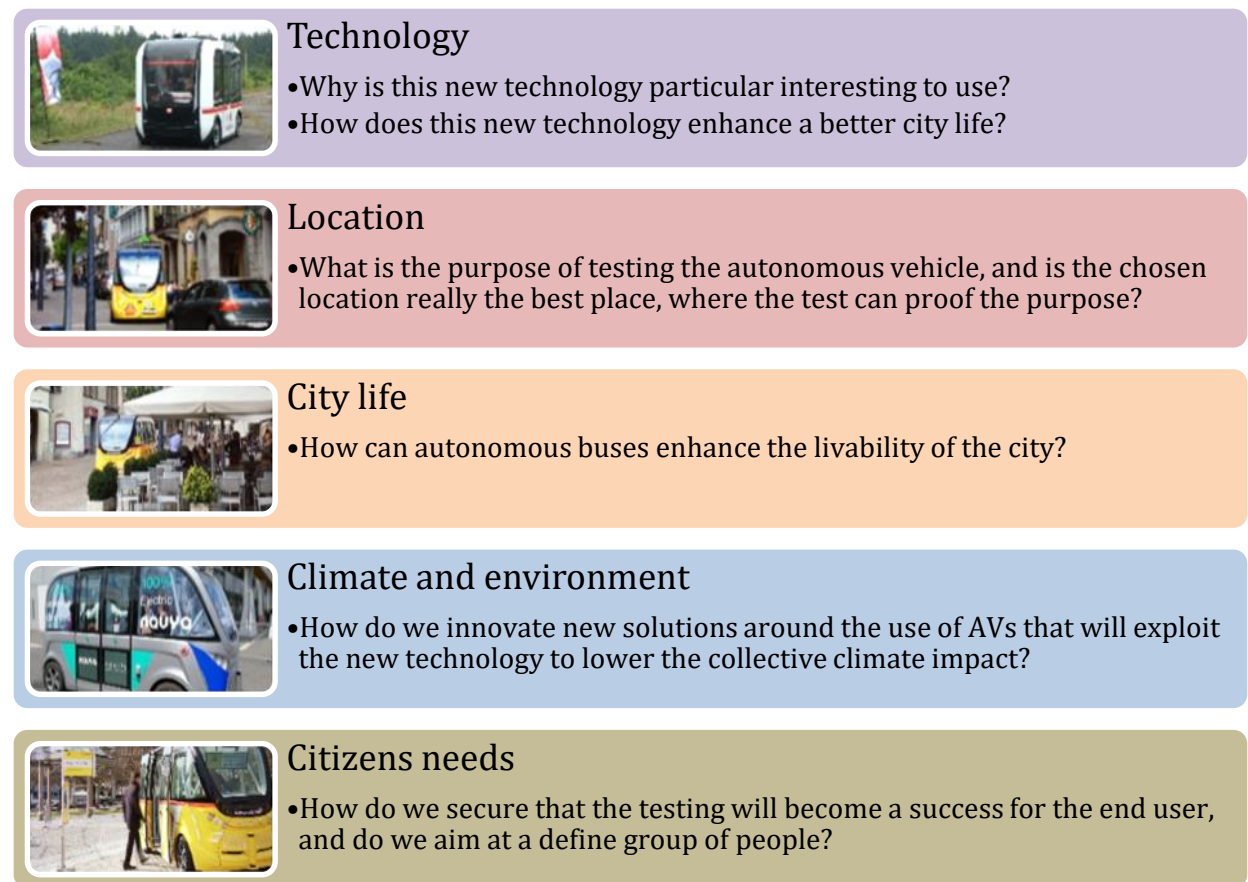 Technology
•Why is this new technology particular interesting to use?
•How does this new technology enhance a better city life?
Location
•What is the purpose of testing the autonomous vehicle, and is the chosen
location really the best place, where the test can proof the purpose?
City life
•How can autonomous buses enhance the livability of the city?
Climate and environment
•How do we innovate new solutions around the use of AVs that will exploit
the new technology to lower the collective climate impact?
100%
Electric
Citizens needs
•How do we secure that the testing will become a success for the end user,
and do we aim at a define group of people?